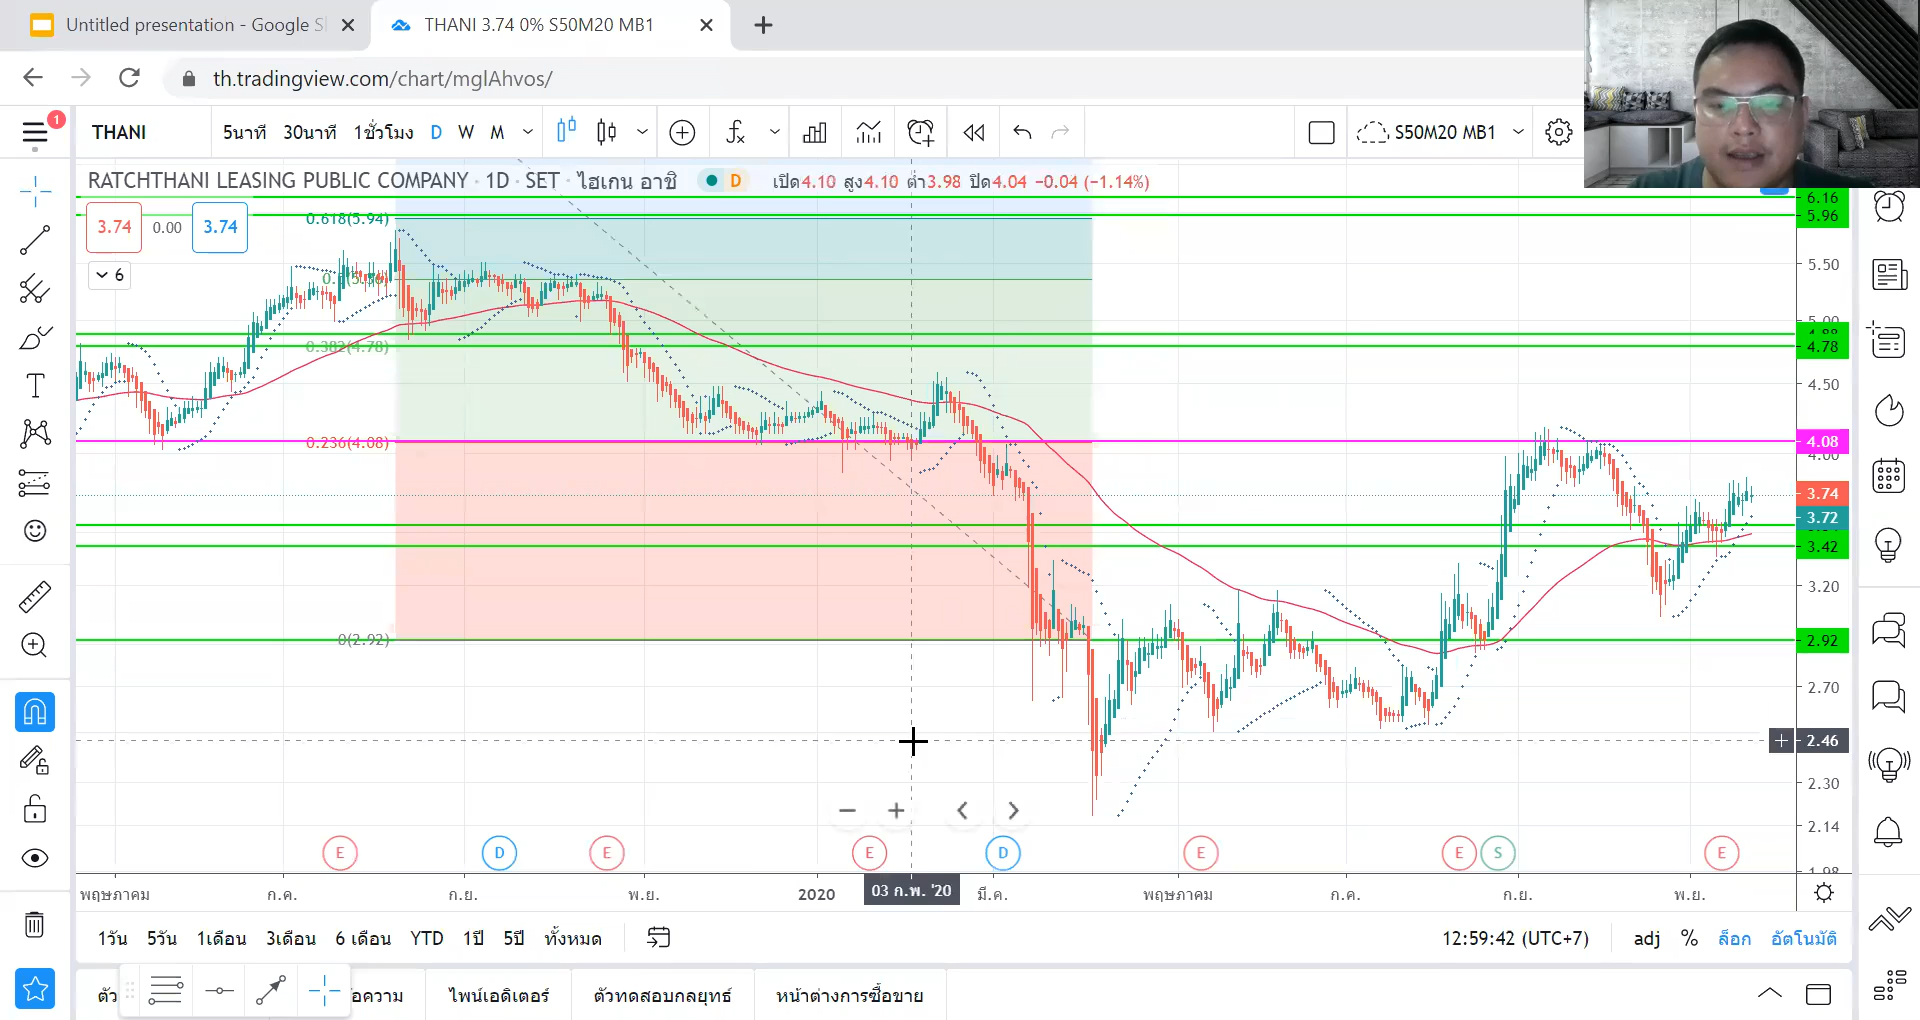 Untitled presentation - Google Sl
THANI 3.74 0% S50M20 MB1
th.tradingview.com/chart/mglAhvos/
1
THANI
5นาที 30นาที 1ชั่วโมง D W M
S50M20 MB1
RATCHTHANI LEASING PUBLIC COMPANY · 1D · SET · ไฮเกน อาชิ
D
เปิด4.10 สูง4.10 ต่ำ3.98 ปิด4.04 −0.04 (−1.14%)
3.74 0.00 3.74
6
0.618(5.94)
0.382(4.78)
0.236(4.08)
0(2.92)
6.16
5.96
5.50
5.00
4.88
4.78
4.50
4.08
4.00
3.74
3.72
3.42
3.20
2.92
2.70
2.46
2.30
2.14
1.98
E D E E D E E S E
พฤษภาคม ก.ค. ก.ย. พ.ย. 2020 03 ก.พ. '20 มี.ค. พฤษภาคม ก.ค. ก.ย. พ.ย.
1วัน 5วัน 1เดือน 3เดือน 6 เดือน YTD 1ปี 5ปี ทั้งหมด
12:59:42 (UTC+7) adj % ล็อก อัตโนมัติ
ไพน์เอดิเตอร์ ตัวทดสอบกลยุทธ์ หน้าต่างการซื้อขาย